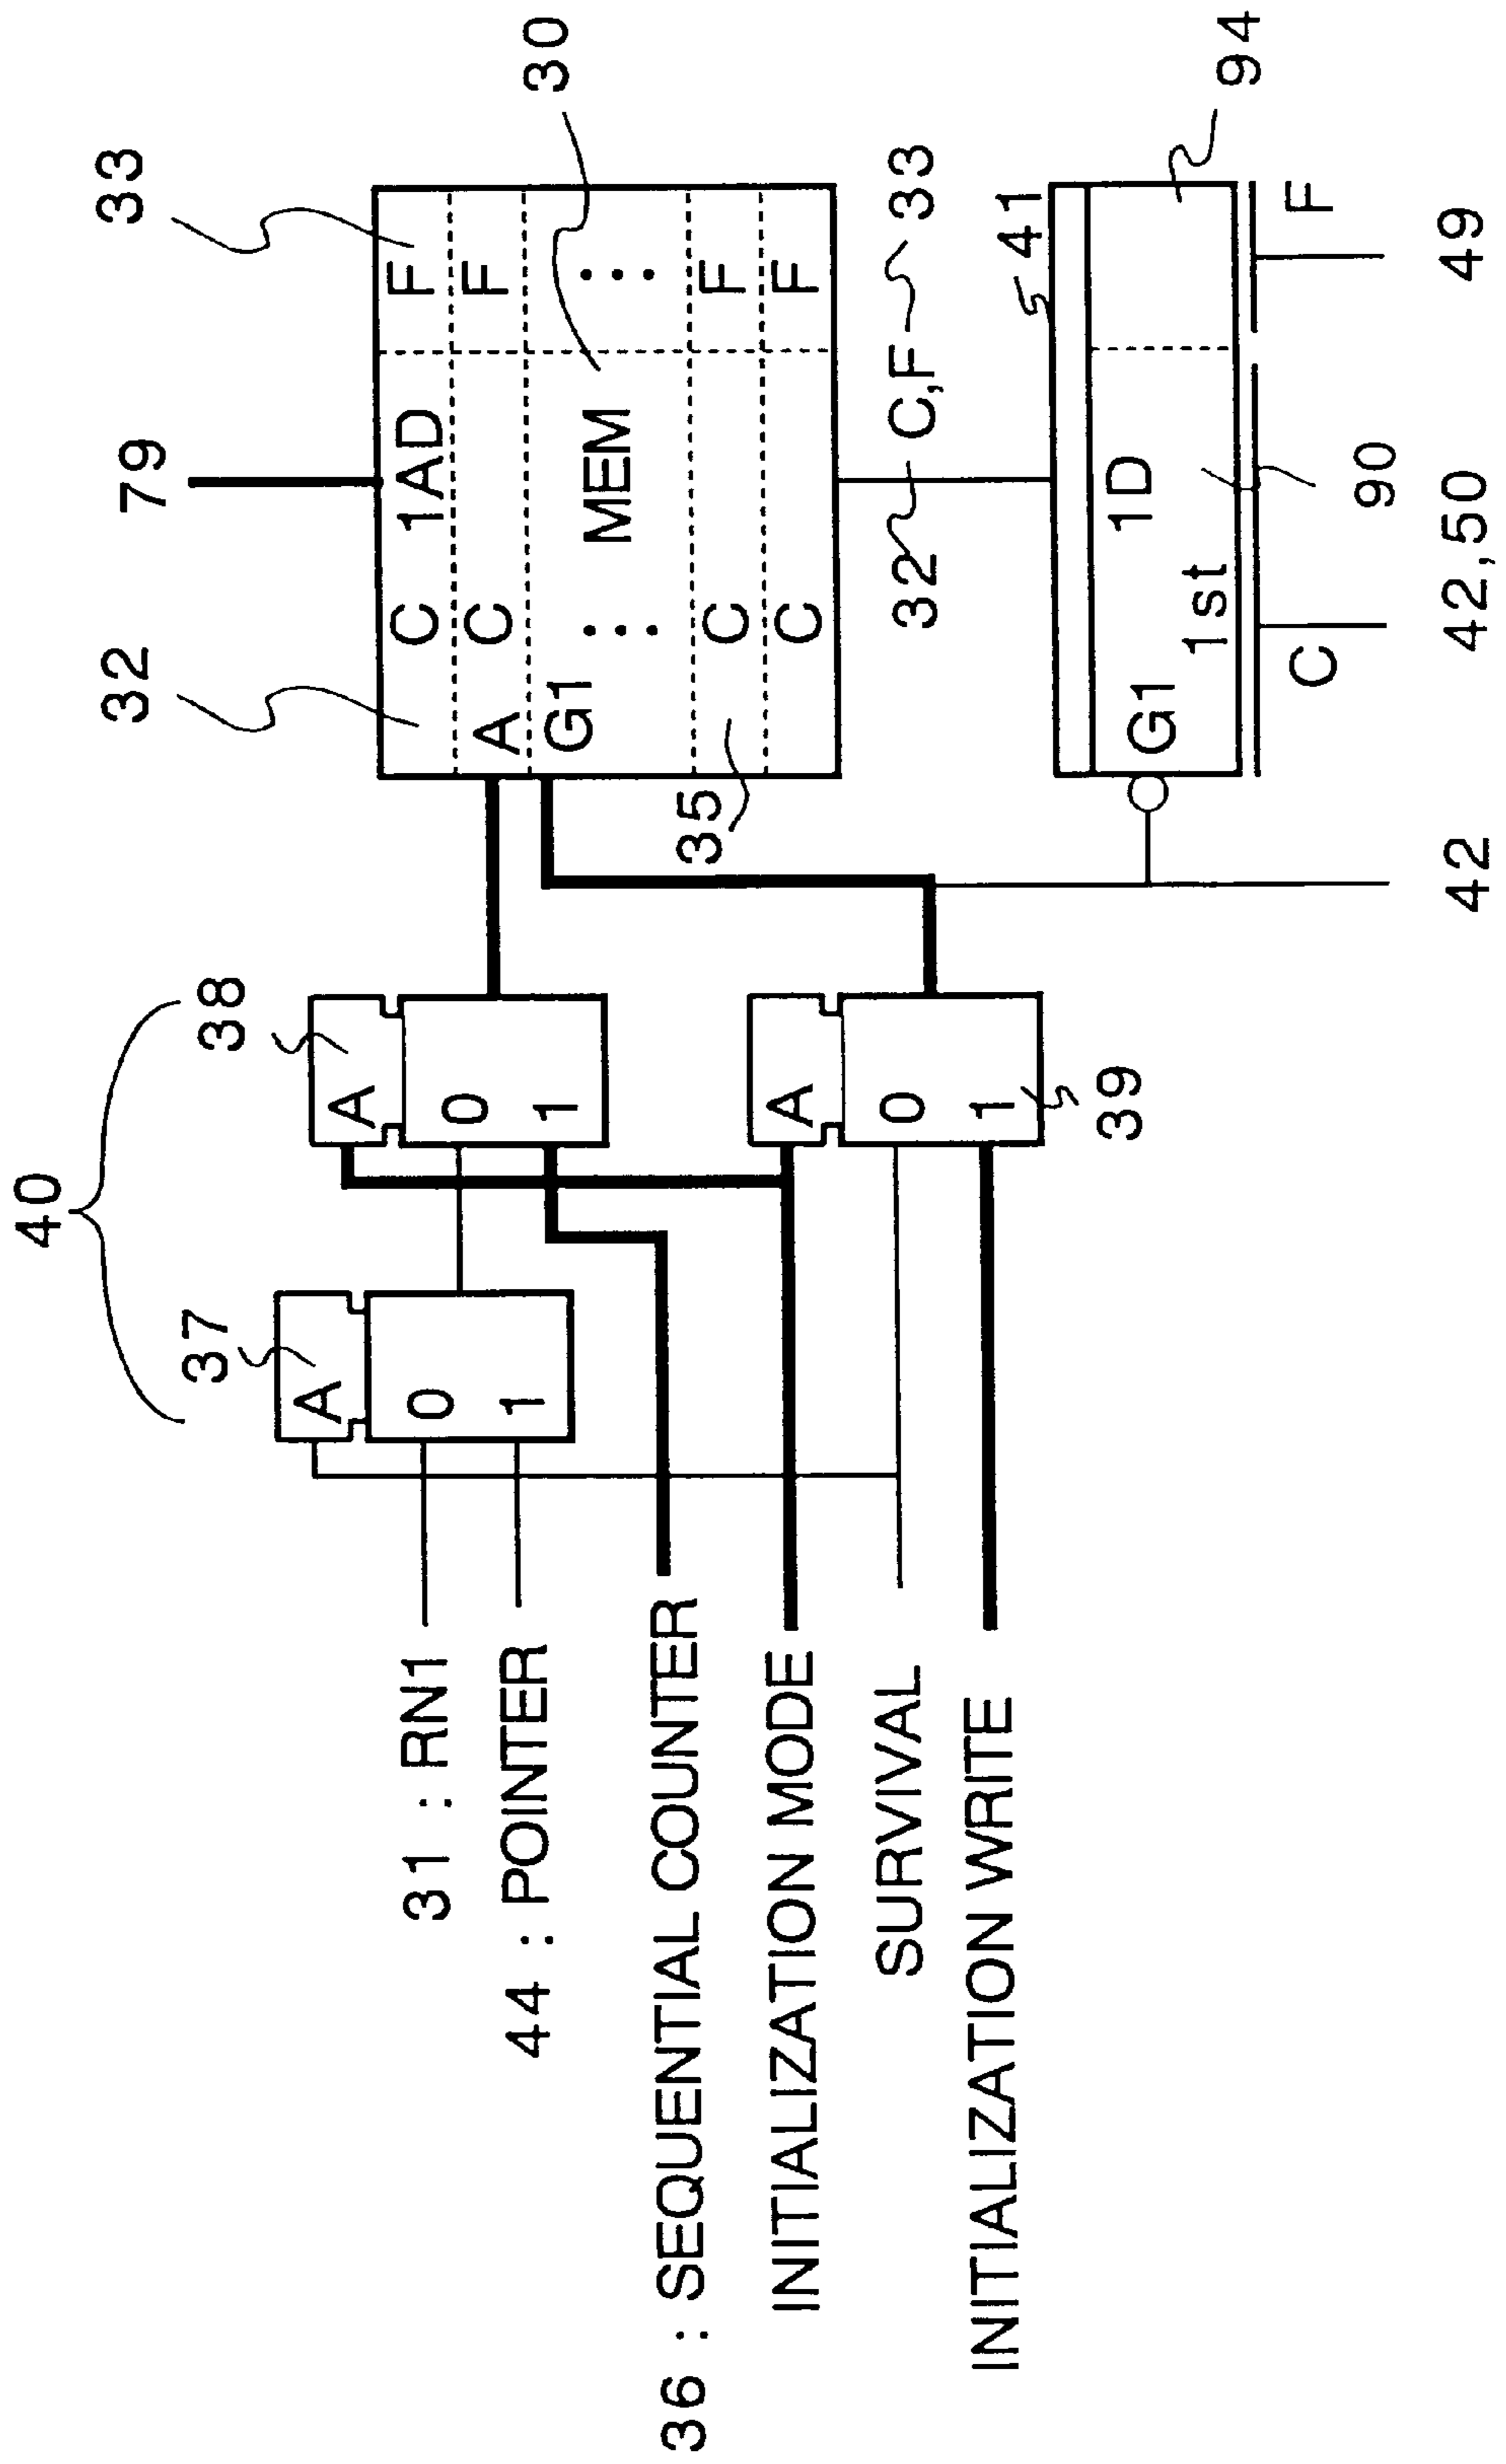 40
37
A
0
1
38
A
0
1
A
0
1
39
31 : RN1
44 : POINTER
36 : SEQUENTIAL COUNTER
INITIALIZATION MODE
SURVIVAL
INITIALIZATION WRITE
79
32
33
30
C 1AD F
A C F
G1 MEM
C F
C F
35
32 C,F 33
41
G1 1D
1st
94
90
C
F
42
42,50
49